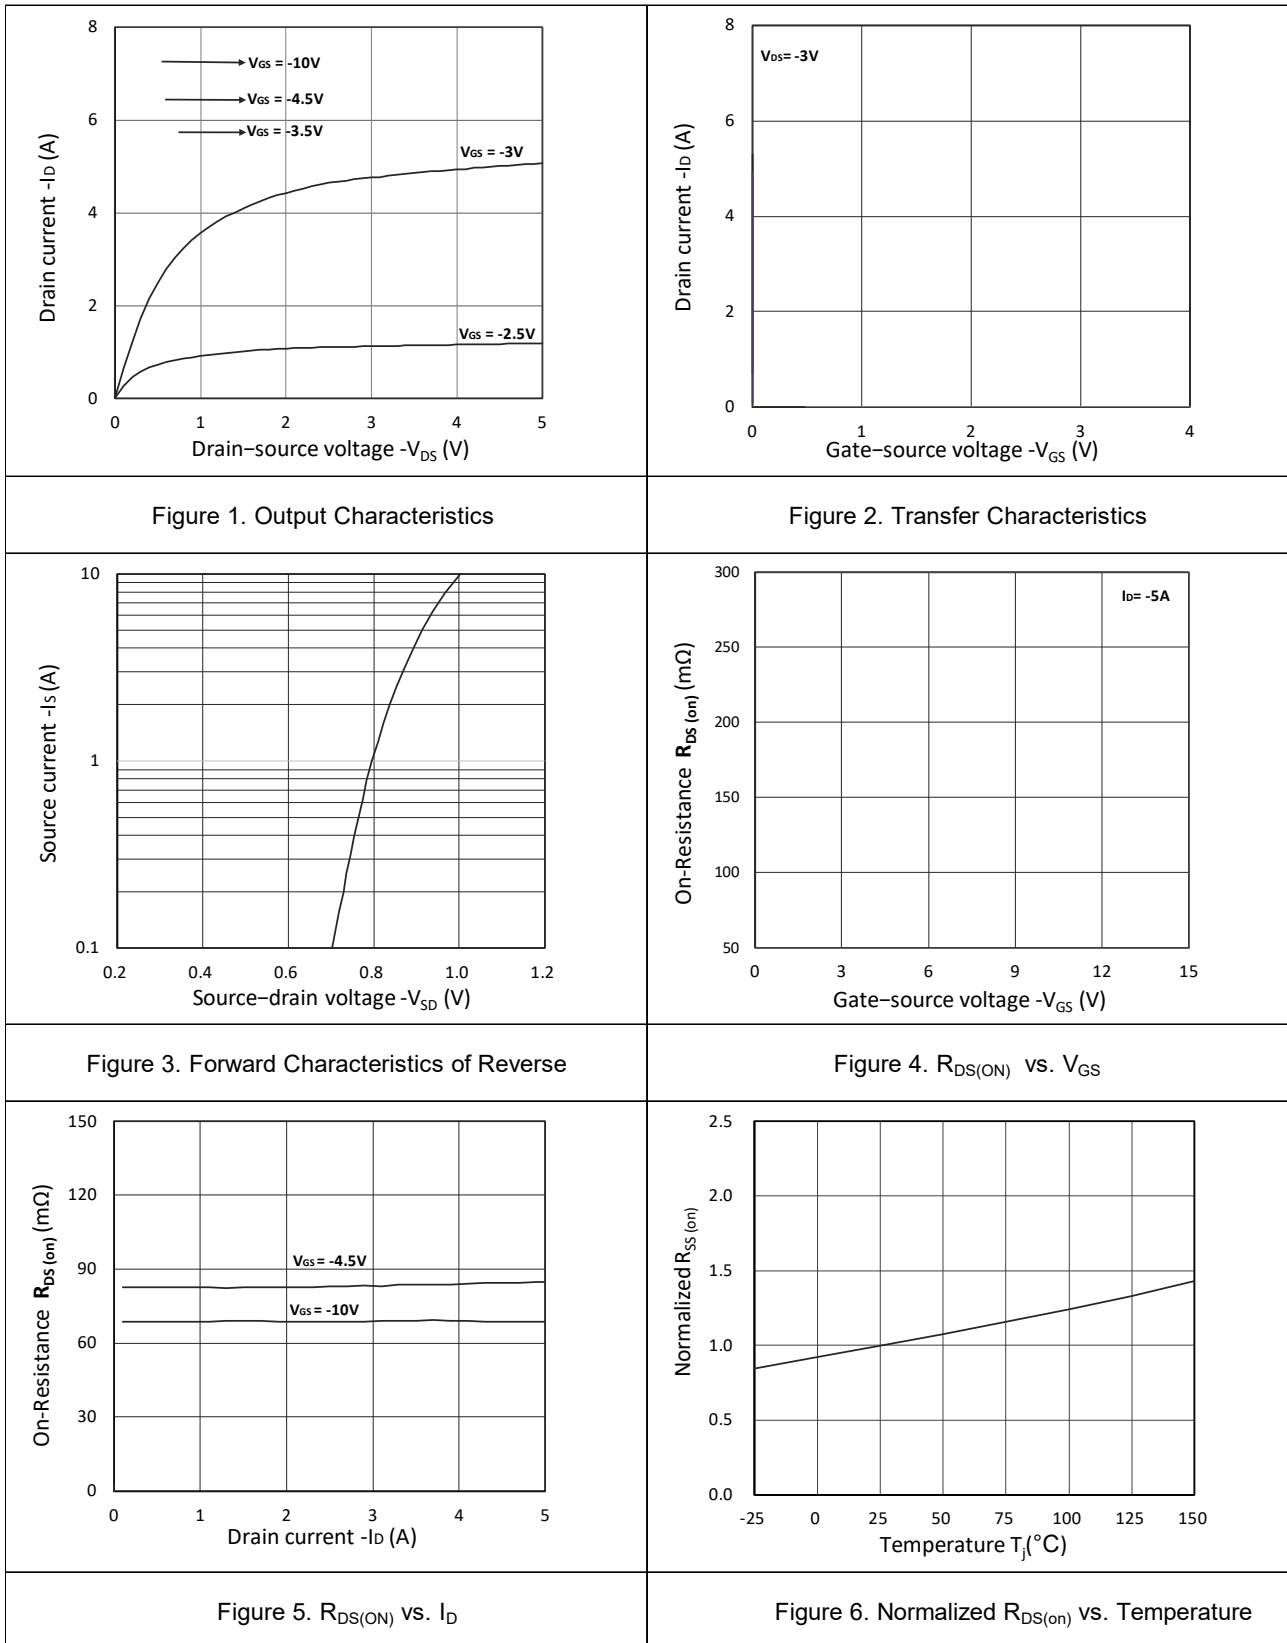 8
6
4
2
0
0 1 2 3 4 5
VGS = -10V
VGS = -4.5V
VGS = -3.5V
VGS = -3V
VGS = -2.5V
Drain current -ID (A)
Drain−source voltage -VDS (V)
Figure 1. Output Characteristics
8
6
4
2
0
0 1 2 3 4
VDS= -3V
Drain current -ID (A)
Gate−source voltage -VGS (V)
Figure 2. Transfer Characteristics
10
1
0.1
0.2 0.4 0.6 0.8 1.0 1.2
Source current -IS (A)
Source−drain voltage -VSD (V)
Figure 3. Forward Characteristics of Reverse
300
250
200
150
100
50
0 3 6 9 12 15
ID= -5A
On-Resistance RDS (on) (mΩ)
Gate−source voltage -VGS (V)
Figure 4. RDS(ON) vs. VGS
150
120
90
60
30
0
0 1 2 3 4 5
VGS = -4.5V
VGS = -10V
On-Resistance RDS (on) (mΩ)
Drain current -ID (A)
Figure 5. RDS(ON) vs. ID
2.5
2.0
1.5
1.0
0.5
0.0
-25 0 25 50 75 100 125 150
Normalized RSS (on)
Temperature Tj(°C)
Figure 6. Normalized RDS(on) vs. Temperature